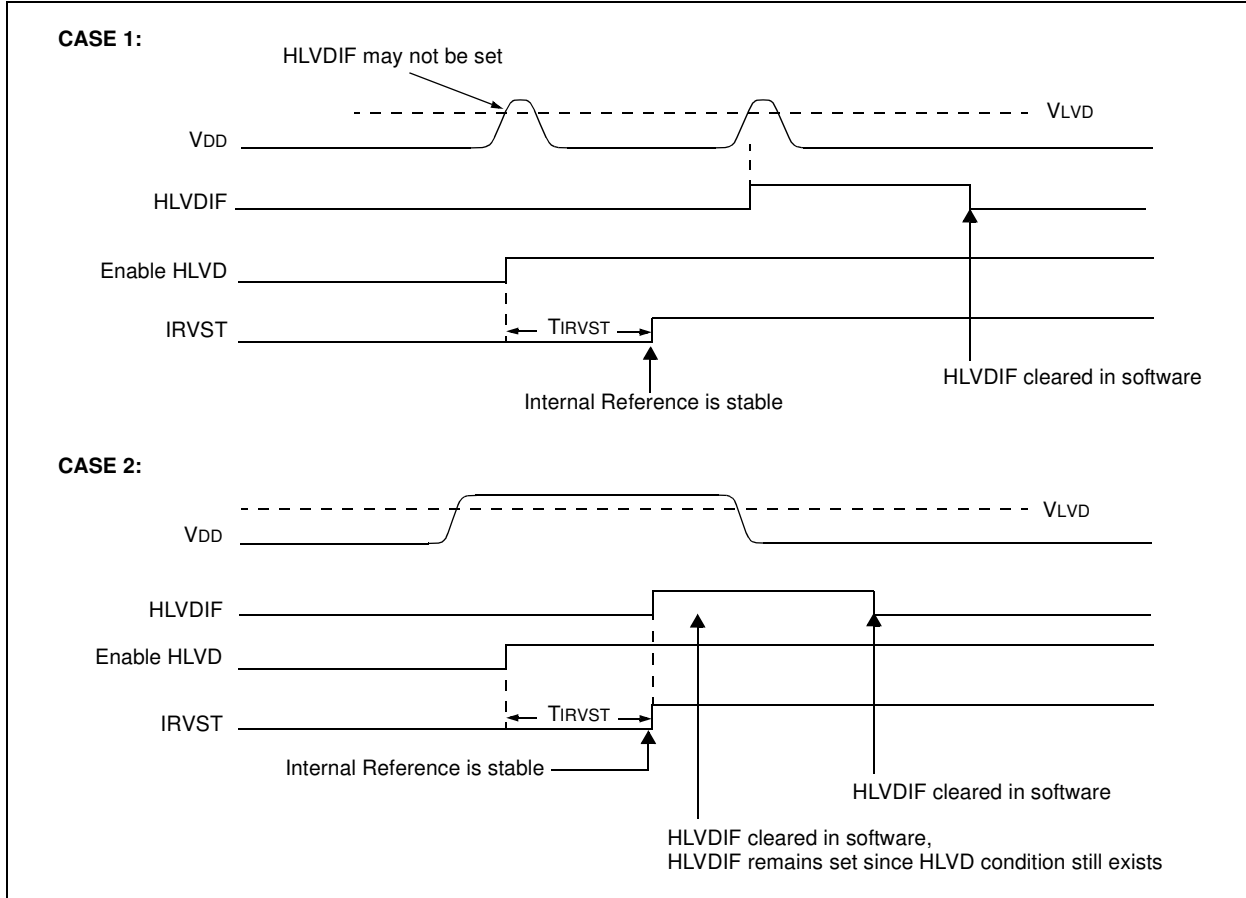 CASE 1:
HLVDIF may not be set
VLVD
VDD
HLVDIF
Enable HLVD
IRVST
TIRVST
HLVDIF cleared in software
Internal Reference is stable
CASE 2:
VLVD
VDD
HLVDIF
Enable HLVD
IRVST
TIRVST
Internal Reference is stable
HLVDIF cleared in software
HLVDIF cleared in software,
HLVDIF remains set since HLVD condition still exists